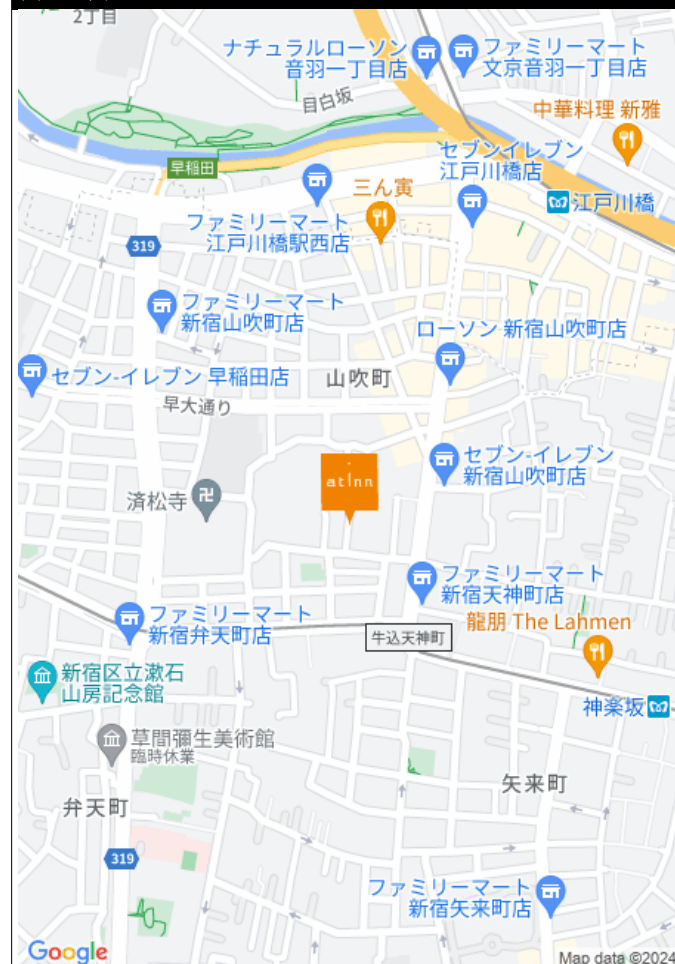 2丁目
ナチュラルローソン
音羽一丁目店
ファミリーマート
文京音羽一丁目店
目白坂
中華料理 新雅
早稲田
セブンイレブン
江戸川橋店
三ん寅
江戸川橋
ファミリーマート
江戸川橋駅西店
319
ファミリーマート
新宿山吹町店
ローソン 新宿山吹町店
セブン-イレブン 早稲田店
山吹町
早大通り
セブン-イレブン
新宿山吹町店
at inn
済松寺
ファミリーマート
新宿天神町店
ファミリーマート
新宿弁天町店
龍朋 The Lahmen
牛込天神町
新宿区立漱石
山房記念館
神楽坂
草間彌生美術館
臨時休業
矢来町
弁天町
319
ファミリーマート
新宿矢来町店
Google
Map data ©2024